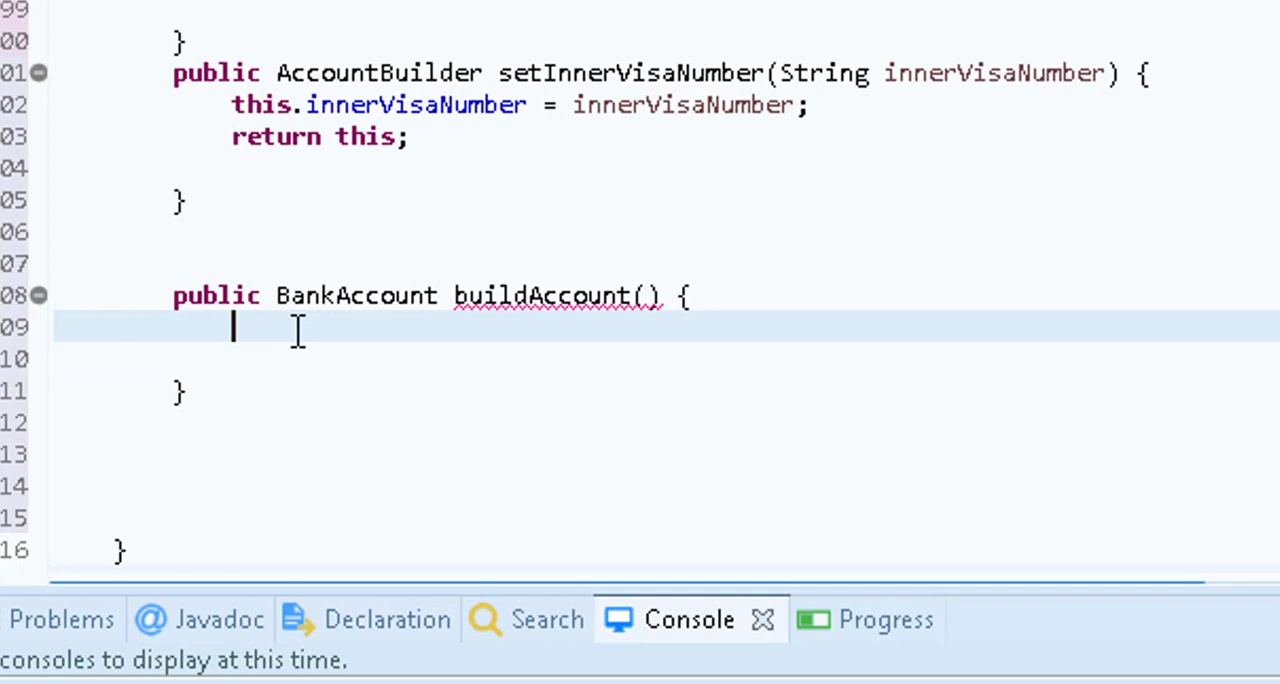 99
00 }
01 public AccountBuilder setInnerVisaNumber(String innerVisaNumber) {
02 this.innerVisaNumber = innerVisaNumber;
03 return this;
04
05 }
06
07
08 public BankAccount buildAccount() {
09
10
11 }
12
13
14
15
16 }
Problems @ Javadoc Declaration Search Console Progress
consoles to display at this time.